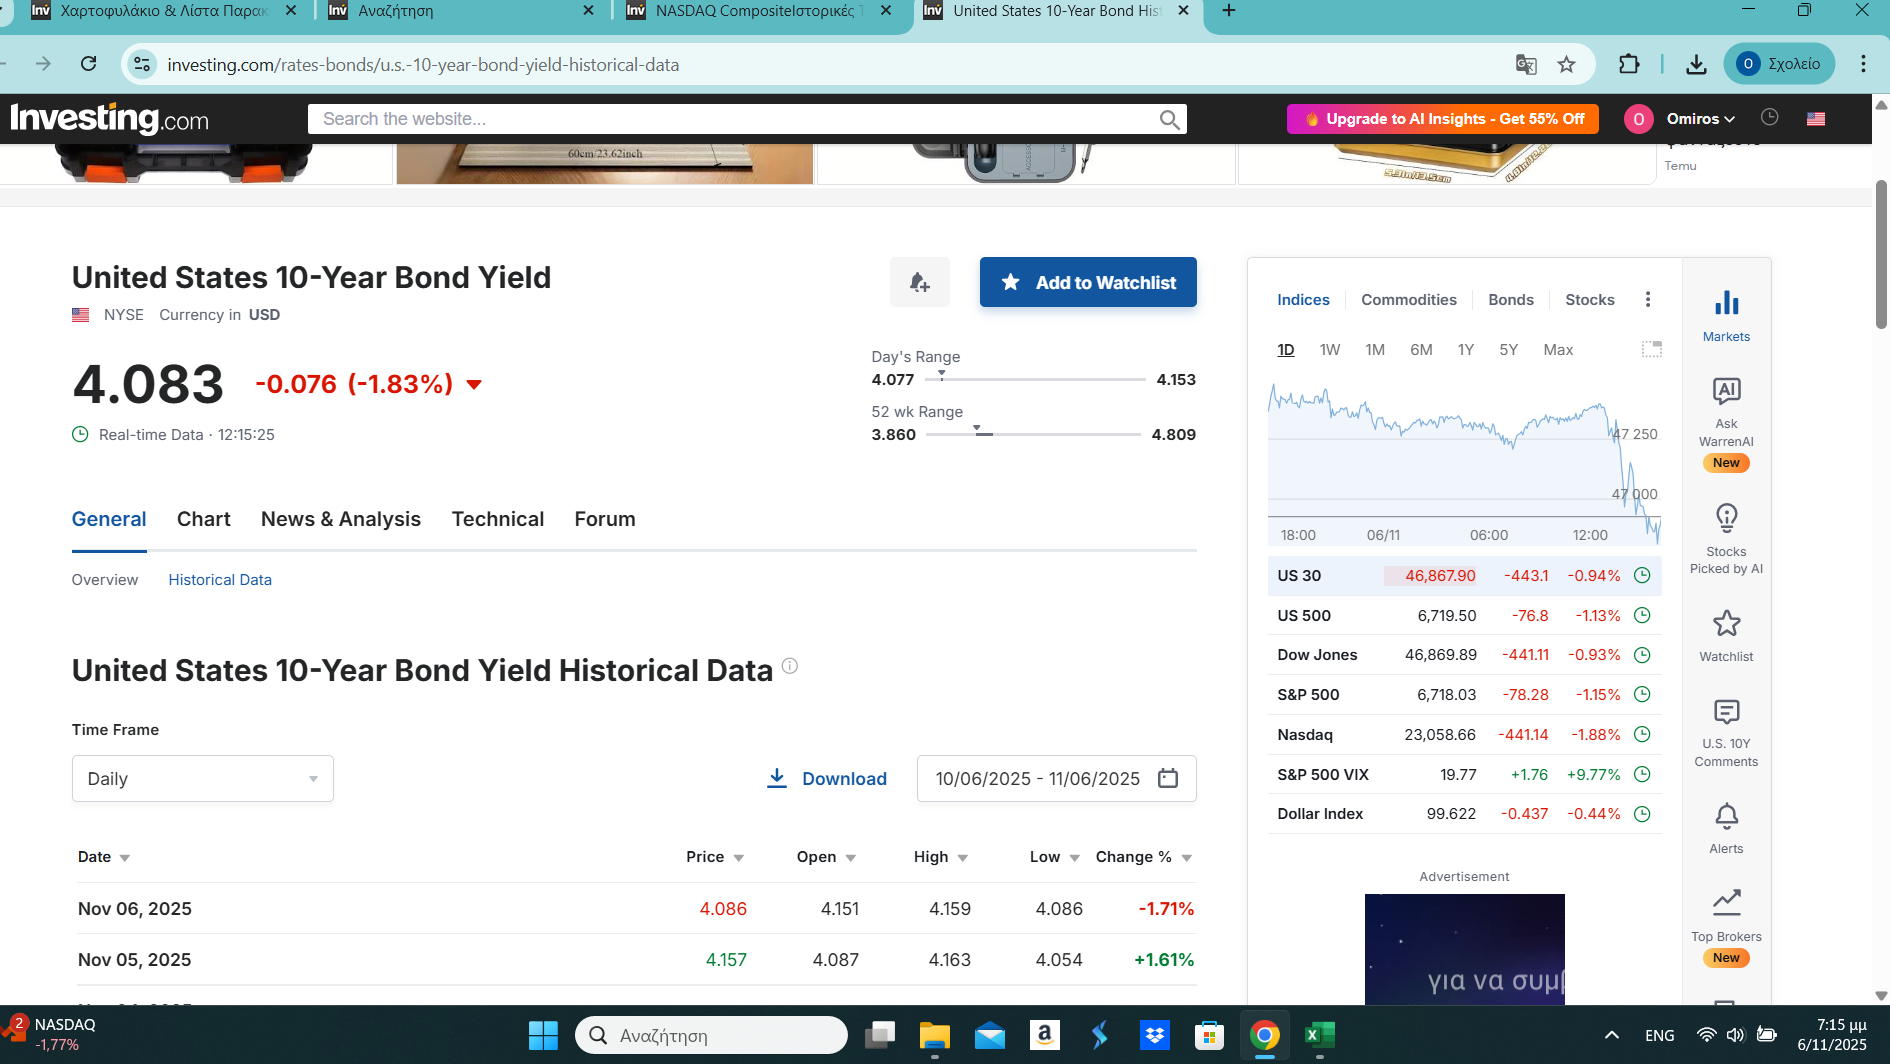 Χαρτοφυλάκιο & Λίστα Παρακ
Αναζήτηση
NASDAQ CompositeΙστορικές Τ
United States 10-Year Bond Hist
investing.com/rates-bonds/u.s.-10-year-bond-yield-historical-data
O Σχολείο
Investing.com
Search the website...
Upgrade to AI Insights - Get 55% Off
O Omiros
60cm/23.62inch
5.3in/13.5cm
Temu
United States 10-Year Bond Yield
NYSE Currency in USD
Add to Watchlist
4.083 -0.076 (-1.83%)
Real-time Data · 12:15:25
Day's Range
4.077 4.153
52 wk Range
3.860 4.809
General Chart News & Analysis Technical Forum
Overview Historical Data
United States 10-Year Bond Yield Historical Data
Time Frame
Daily
Download
10/06/2025 - 11/06/2025
Date Price Open High Low Change %
Nov 06, 2025 4.086 4.151 4.159 4.086 -1.71%
Nov 05, 2025 4.157 4.087 4.163 4.054 +1.61%
Indices Commodities Bonds Stocks
1D 1W 1M 6M 1Y 5Y Max
47 250
47 000
18:00 06/11 06:00 12:00
US 30 46,867.90 -443.1 -0.94%
US 500 6,719.50 -76.8 -1.13%
Dow Jones 46,869.89 -441.11 -0.93%
S&P 500 6,718.03 -78.28 -1.15%
Nasdaq 23,058.66 -441.14 -1.88%
S&P 500 VIX 19.77 +1.76 +9.77%
Dollar Index 99.622 -0.437 -0.44%
Advertisement
για να συμβ
Markets
AI
Ask
WarrenAI
New
Stocks
Picked by AI
Watchlist
U.S. 10Y
Comments
Alerts
Top Brokers
New
2 NASDAQ
-1,77%
Αναζήτηση
ENG
7:15 μμ
6/11/2025